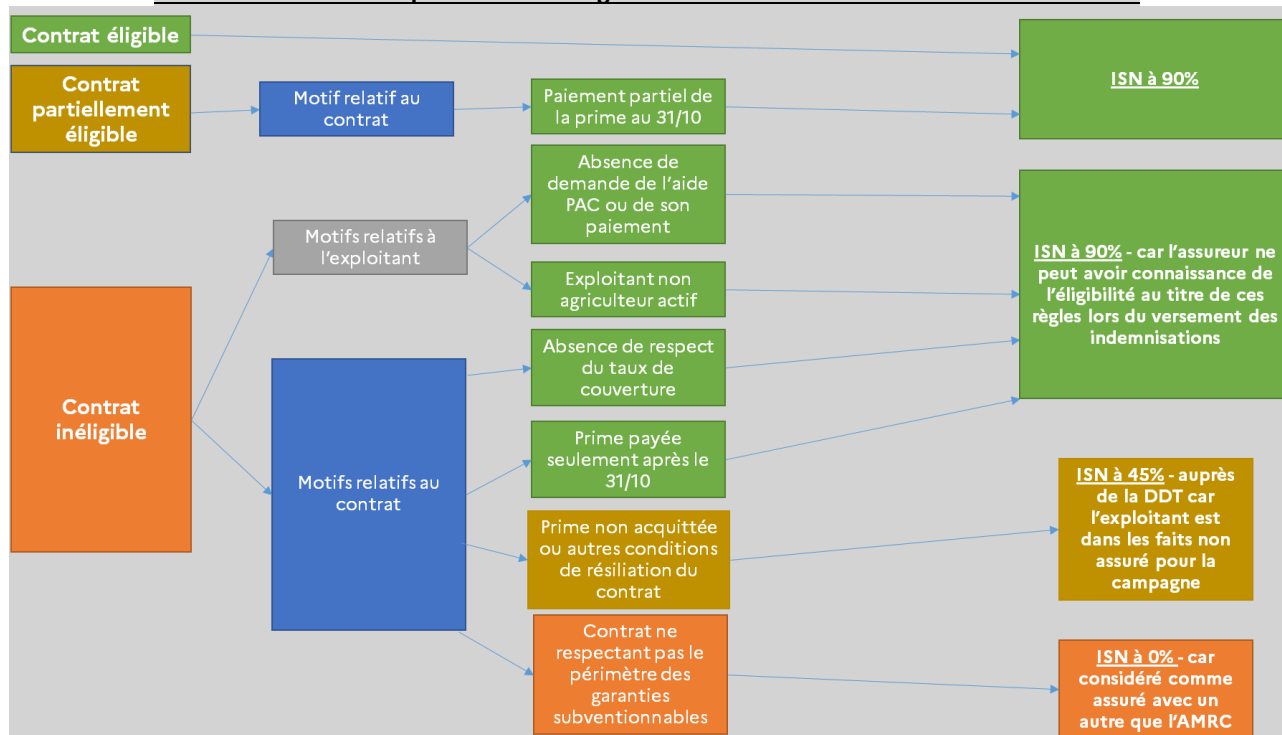 Contrat éligible
Contrat
partiellement
éligible
Motif relatif au
contrat
Paiement partiel de
la prime au 31/10
ISN à 90%
Contrat
inéligible
Motifs relatifs à
l'exploitant
Absence de
demande de l'aide
PAC ou de son
paiement
Exploitant non
agriculteur actif
Motifs relatifs au
contrat
Absence de respect
du taux de
couverture
Prime payée
seulement après le
31/10
ISN à 90% - car l'assureur ne
peut avoir connaissance de
l'éligibilité au titre de ces
règles lors du versement des
indemnisations
Prime non acquittée
ou autres conditions
de résiliation du
contrat
ISN à 45% - auprès
de la DDT car
l'exploitant est
dans les faits non
assuré pour la
campagne
Contrat ne
respectant pas le
périmètre des
garanties
subventionnables
ISN à 0% - car
considéré comme
assuré avec un
autre que l'AMRC